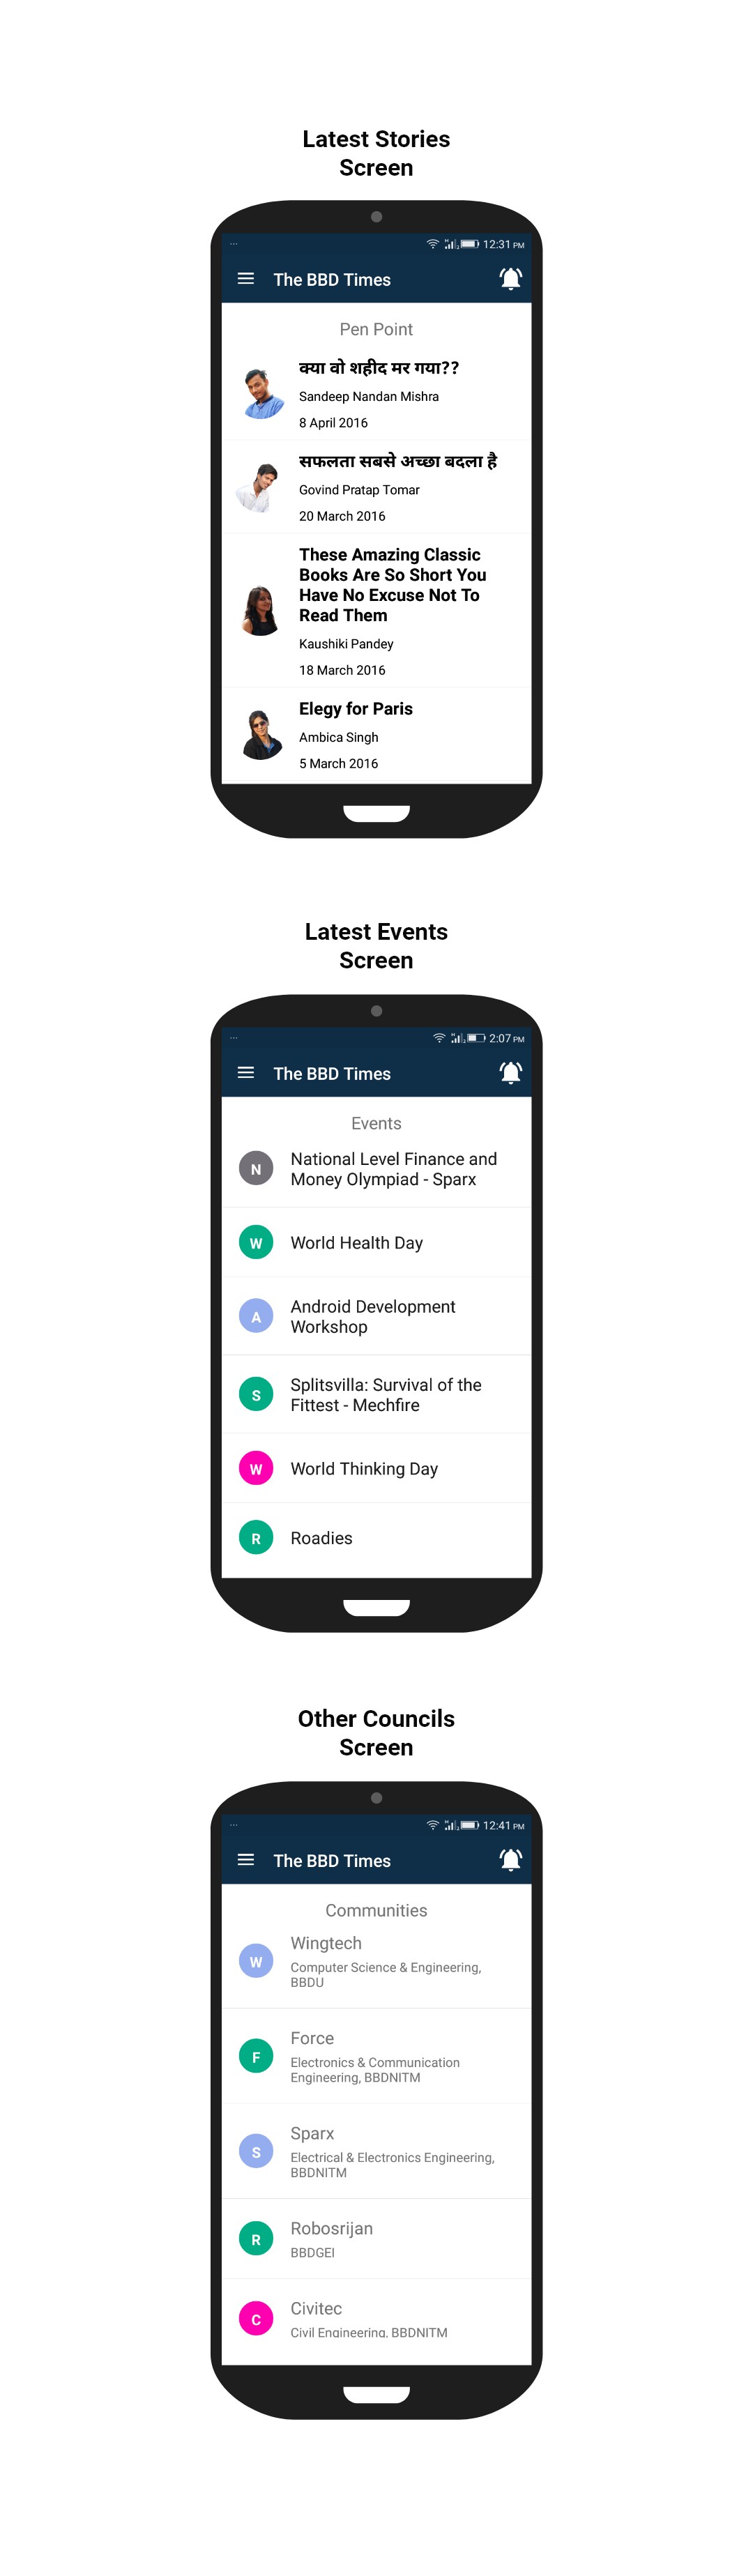 Latest Stories
Screen
12:31 PM
The BBD Times
Pen Point
क्या वो शहीद मर गया??
Sandeep Nandan Mishra
8 April 2016
सफलता सबसे अच्छा बदला है
Govind Pratap Tomar
20 March 2016
These Amazing Classic
Books Are So Short You
Have No Excuse Not To
Read Them
Kaushiki Pandey
18 March 2016
Elegy for Paris
Ambica Singh
5 March 2016
Latest Events
Screen
2:07 PM
The BBD Times
Events
N
National Level Finance and
Money Olympiad - Sparx
W
World Health Day
A
Android Development
Workshop
S
Splitsvilla: Survival of the
Fittest - Mechfire
W
World Thinking Day
R
Roadies
Other Councils
Screen
12:41 PM
The BBD Times
Communities
W
Wingtech
Computer Science & Engineering,
BBDU
F
Force
Electronics & Communication
Engineering, BBDNITM
S
Sparx
Electrical & Electronics Engineering,
BBDNITM
R
Robosrijan
BBDGEI
C
Civitec
Civil Engineering, BBDNITM